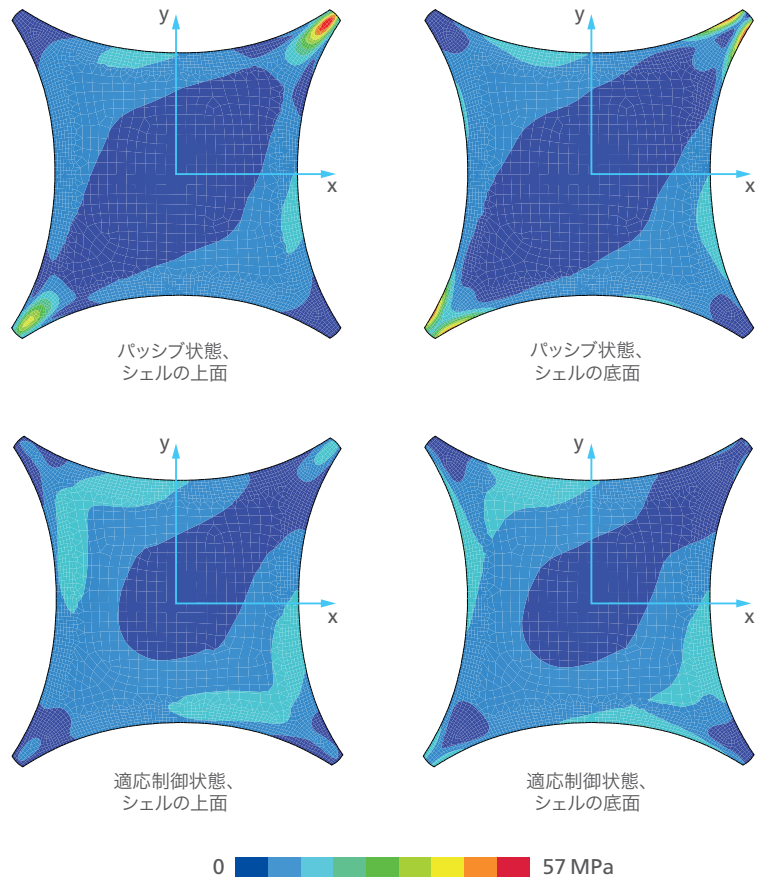 y
x
パッシブ状態、
シェルの上面
y
x
パッシブ状態、
シェルの底面
y
x
適応制御状態、
シェルの上面
y
x
適応制御状態、
シェルの底面
0
57 MPa